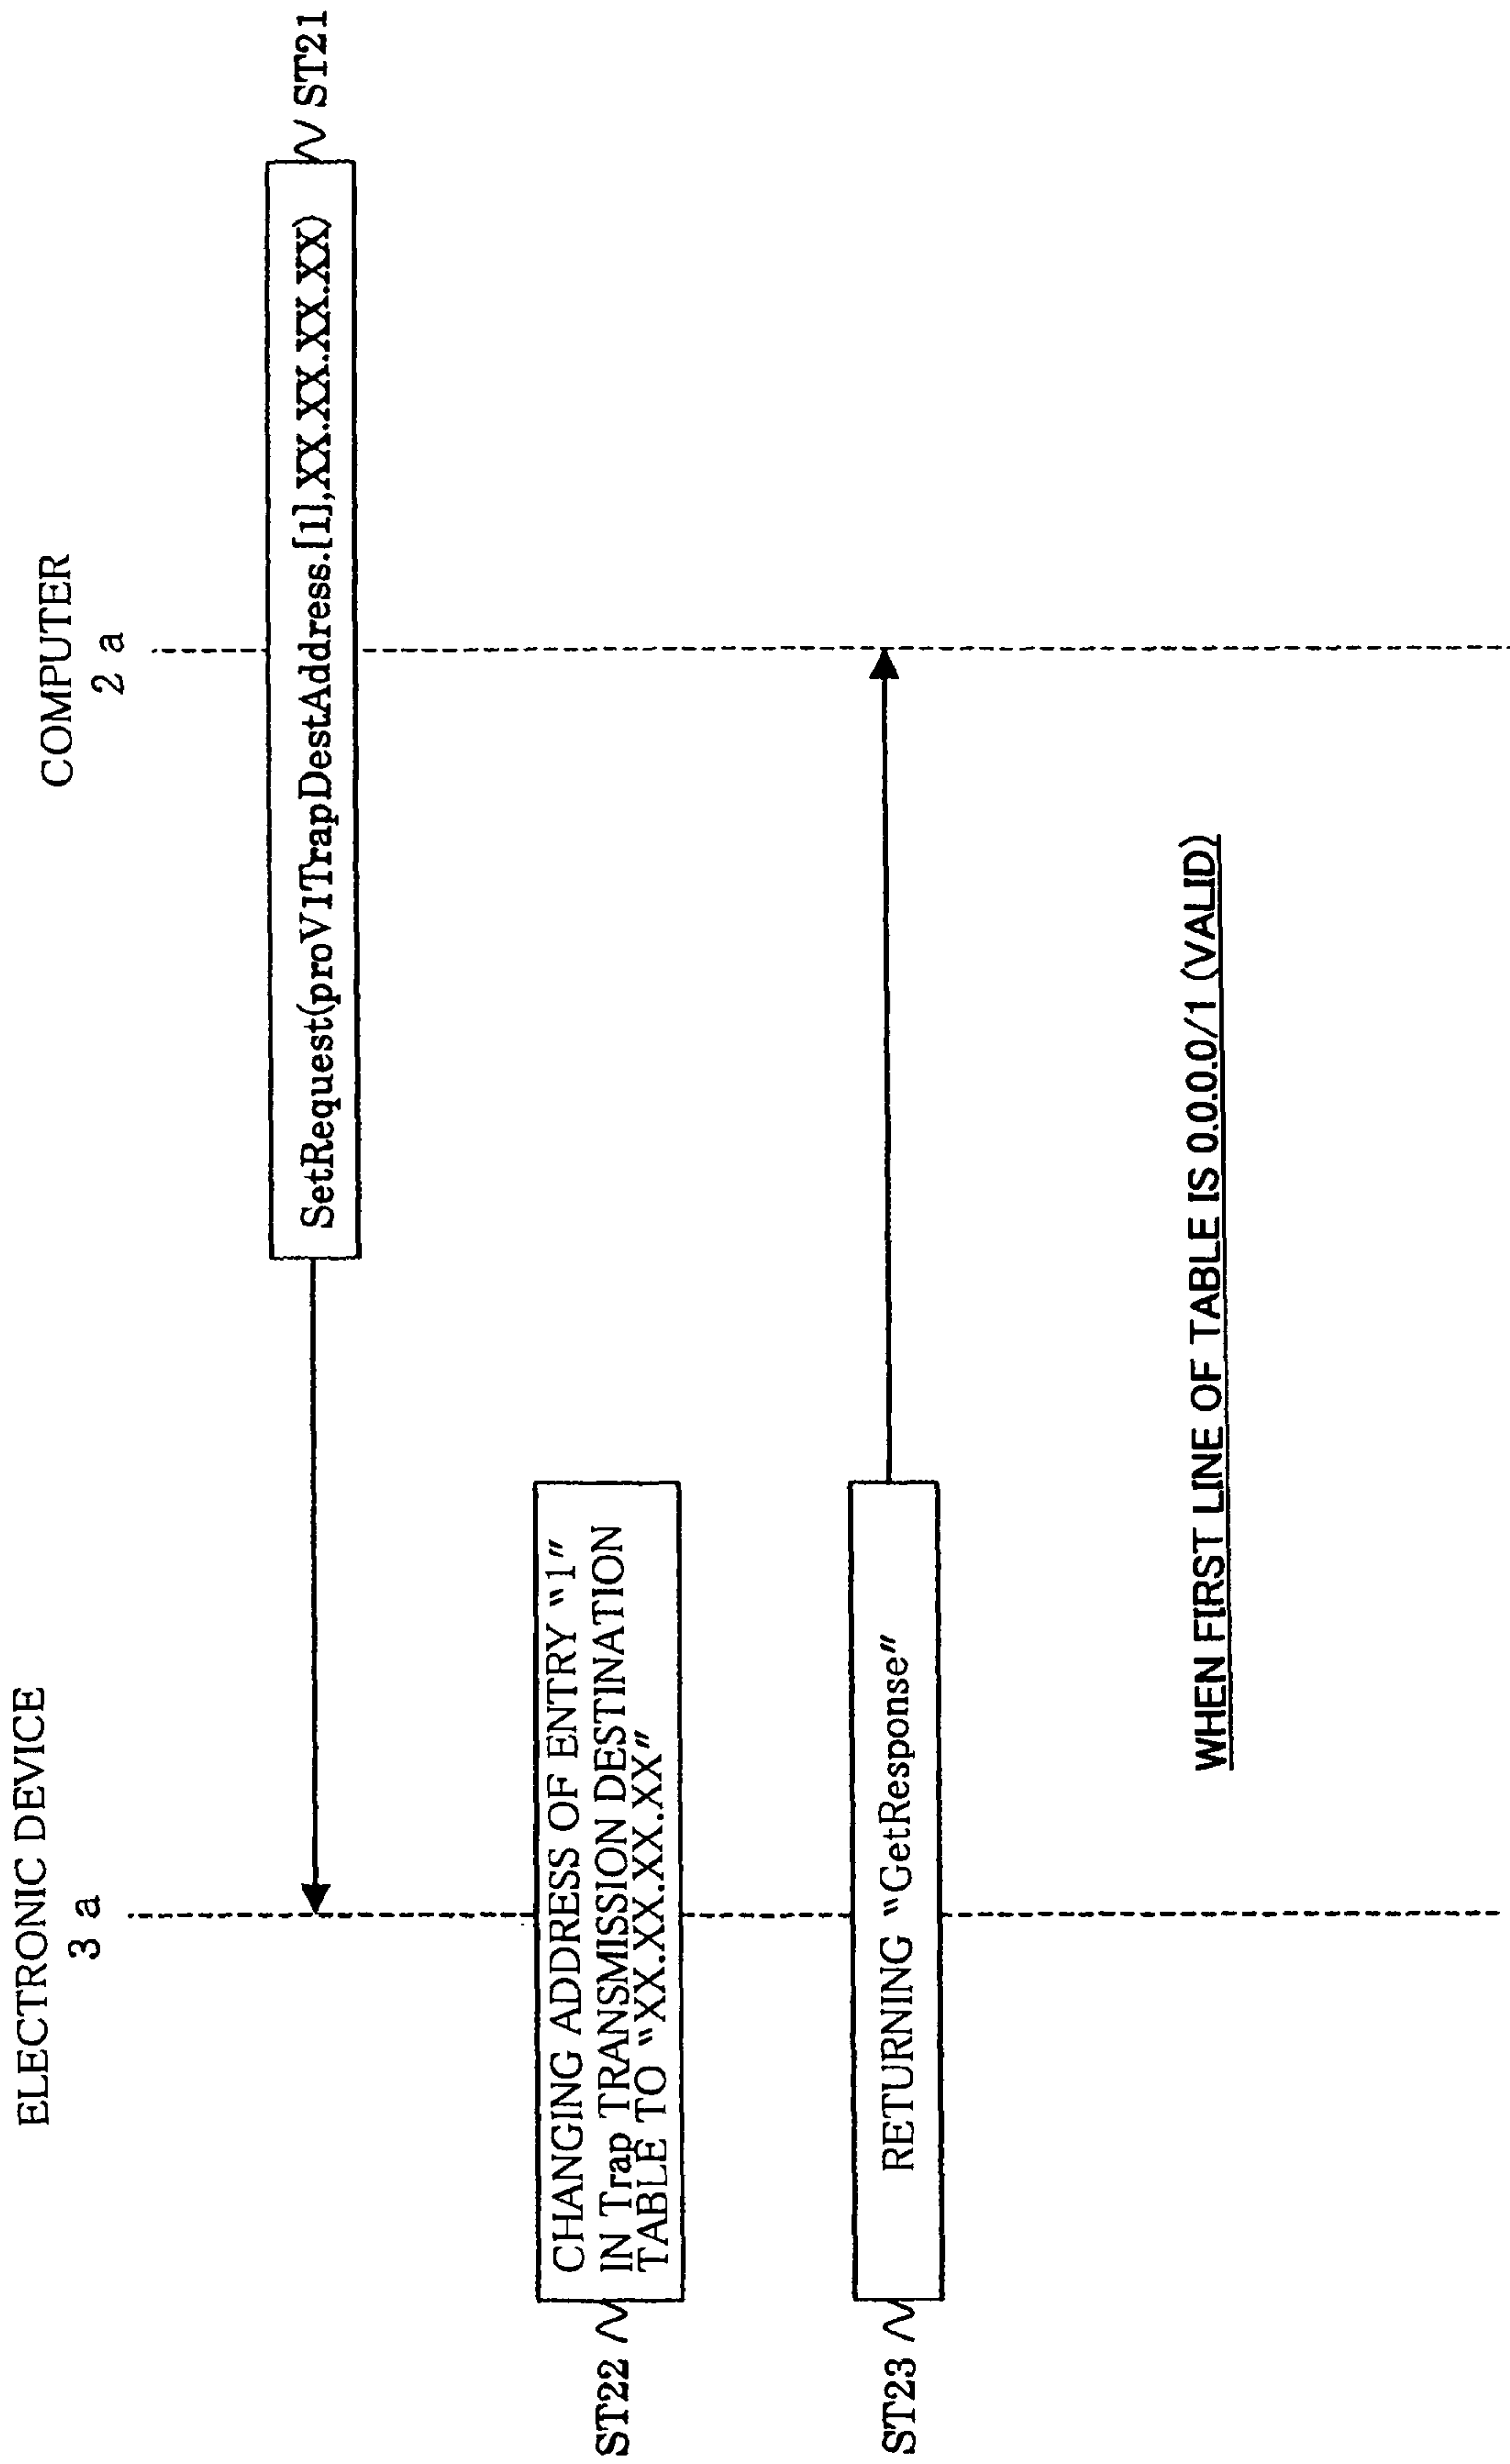 ELECTRONIC DEVICE
3 a
COMPUTER
2 a
SetRequest(proV1TrapDestAddress.[1],XX.XX.XX.XX)
ST21
ST22
CHANGING ADDRESS OF ENTRY "1"
IN Trap TRANSMISSION DESTINATION
TABLE TO "XX.XX.XX.XX"
ST23
RETURNING "GetResponse"
WHEN FIRST LINE OF TABLE IS 0.0.0.0/1 (VALID)